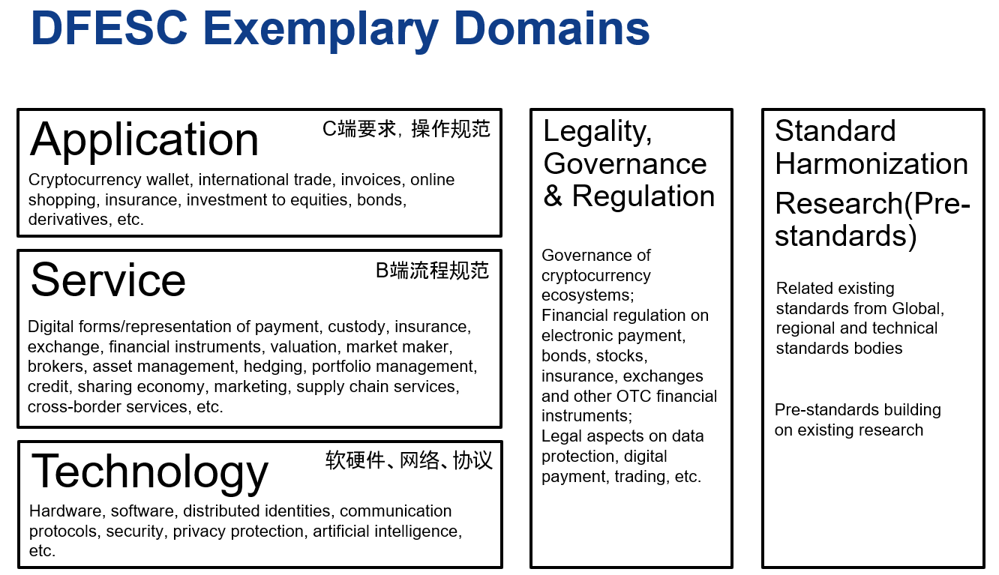 DFESC Exemplary Domains
Application
C端要求，操作规范
Cryptocurrency wallet, international trade, invoices, online
shopping, insurance, investment to equities, bonds,
derivatives, etc.
Service
B端流程规范
Digital forms/representation of payment, custody, insurance,
exchange, financial instruments, valuation, market maker,
brokers, asset management, hedging, portfolio management,
credit, sharing economy, marketing, supply chain services,
cross-border services, etc.
Technology
软硬件、网络、协议
Hardware, software, distributed identities, communication
protocols, security, privacy protection, artificial intelligence,
etc.
Legality,
Governance
& Regulation
Governance of
cryptocurrency
ecosystems;
Financial regulation on
electronic payment,
bonds, stocks,
insurance, exchanges
and other OTC financial
instruments;
Legal aspects on data
protection, digital
payment, trading, etc.
Standard
Harmonization
Research(Pre-
standards)
Related existing
standards from Global,
regional and technical
standards bodies
Pre-standards building
on existing research